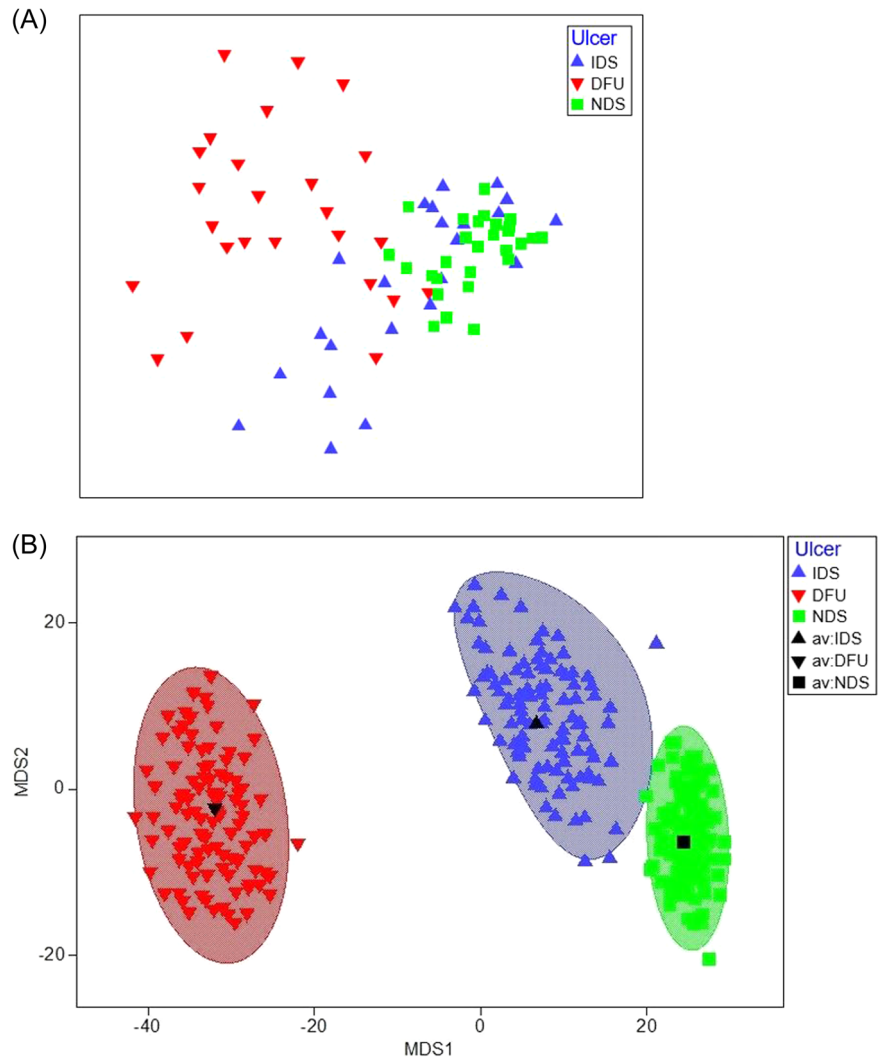 (A)
Ulcer
IDS
DFU
NDS
(B)
Ulcer
IDS
DFU
NDS
av:IDS
av:DFU
av:NDS
20
0
-20
MDS2
-40
-20
0
20
MDS1